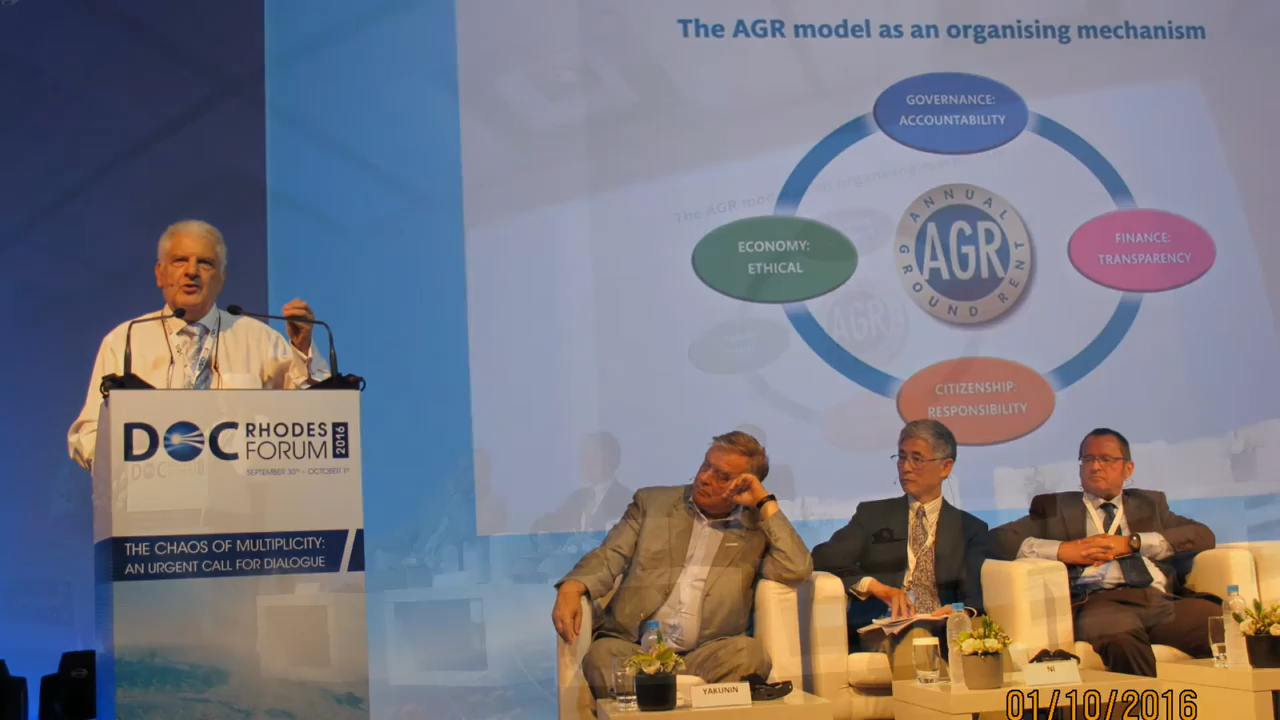 The AGR model as an organising mechanism
GOVERNANCE:
ACCOUNTABILITY
ECONOMY:
ETHICAL
ANNUAL
AGR
GROUND RENT
FINANCE:
TRANSPARENCY
CITIZENSHIP:
RESPONSIBILITY
DOC RHODES FORUM 2016
SEPTEMBER 30th – OCTOBER 1st
THE CHAOS OF MULTIPLICITY:
AN URGENT CALL FOR DIALOGUE
YAKUNIN
NI
01/10/2016